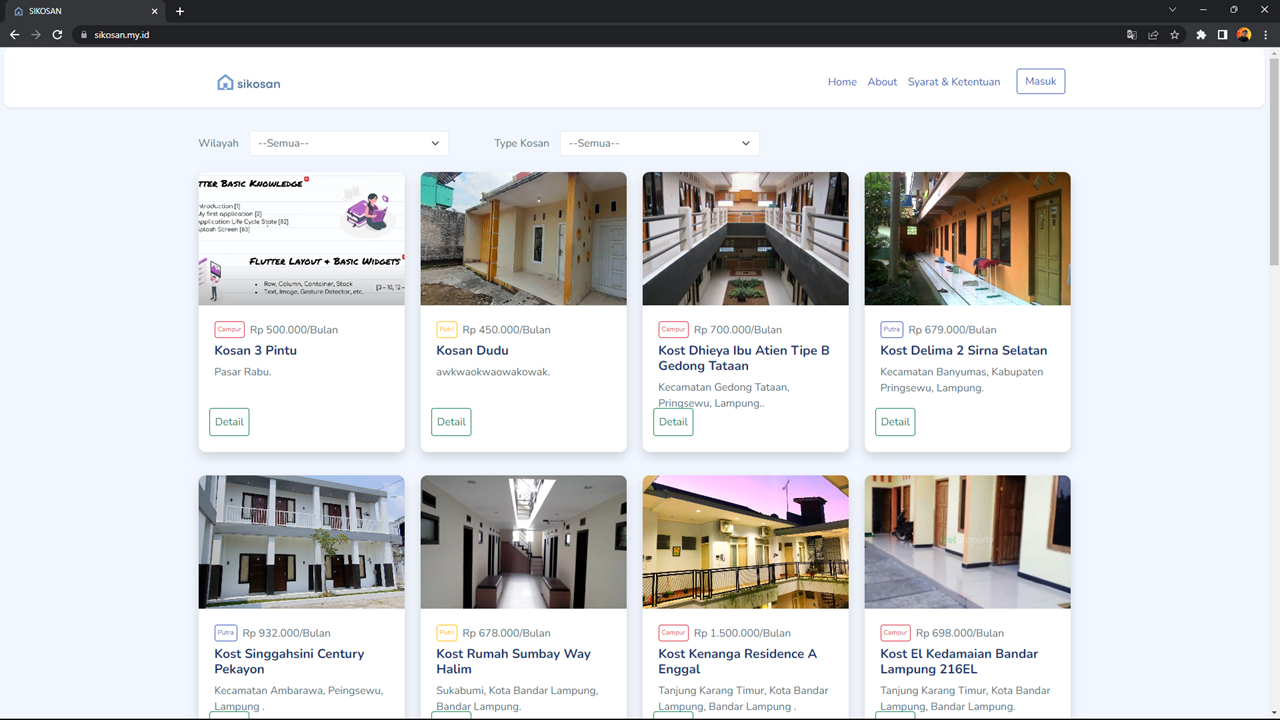 SIKOSAN
sikosan.my.id
sikosan
Home About Syarat & Ketentuan Masuk
Wilayah --Semua-- Type Kosan --Semua--
TTER BASIC KNOWLEDGE
ntroduction [1]
My first application [2]
Application Life Cycle State [82]
Splash Screen [83]
FLUTTER LAYOUT & BASIC WIDGETS
Row, Column, Container, Stack
Text, Image, Gesture Detector, etc.
[3 - 10, 12 -
Campur Rp 500.000/Bulan
Kosan 3 Pintu
Pasar Rabu.
Detail
Putri Rp 450.000/Bulan
Kosan Dudu
awkwaokwaowakowak.
Detail
Campur Rp 700.000/Bulan
Kost Dhieya Ibu Atien Tipe B
Gedong Tataan
Kecamatan Gedong Tataan,
Pringsewu, Lampung..
Detail
Putra Rp 679.000/Bulan
Kost Delima 2 Sirna Selatan
Kecamatan Banyumas, Kabupaten
Pringsewu, Lampung.
Detail
Putra Rp 932.000/Bulan
Kost Singgahsini Century
Pekayon
Kecamatan Ambarawa, Peingsewu,
Lampung .
Putri Rp 678.000/Bulan
Kost Rumah Sumbay Way
Halim
Sukabumi, Kota Bandar Lampung,
Bandar Lampung.
Campur Rp 1.500.000/Bulan
Kost Kenanga Residence A
Enggal
Tanjung Karang Timur, Kota Bandar
Lampung, Bandar Lampung .
Campur Rp 698.000/Bulan
Kost El Kedamaian Bandar
Lampung 216EL
Tanjung Karang Timur, Kota Bandar
Lampung, Bandar Lampung.